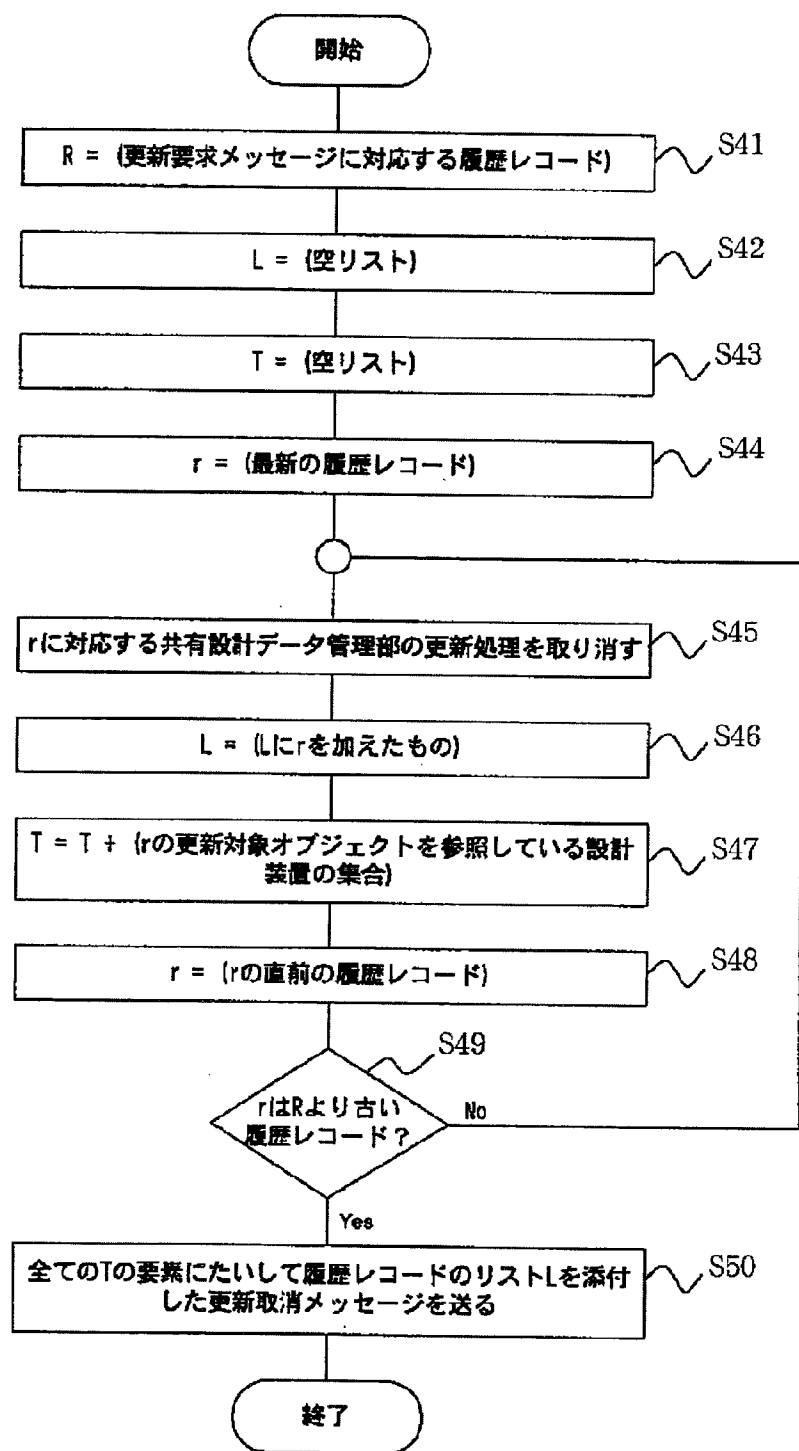 開始
R = (更新要求メッセージに対応する履歴レコード)
S41
L = (空リスト)
S42
T = (空リスト)
S43
r = (最新の履歴レコード)
S44
rに対応する共有設計データ管理部の更新処理を取り消す
S45
L = (Lにrを加えたもの)
S46
T = T + (rの更新対象オブジェクトを参照している設計
装置の集合)
S47
r = (rの直前の履歴レコード)
S48
S49
rはRより古い
履歴レコード？
No
Yes
全てのTの要素にたいして履歴レコードのリストLを添付
した更新取消メッセージを送る
S50
終了